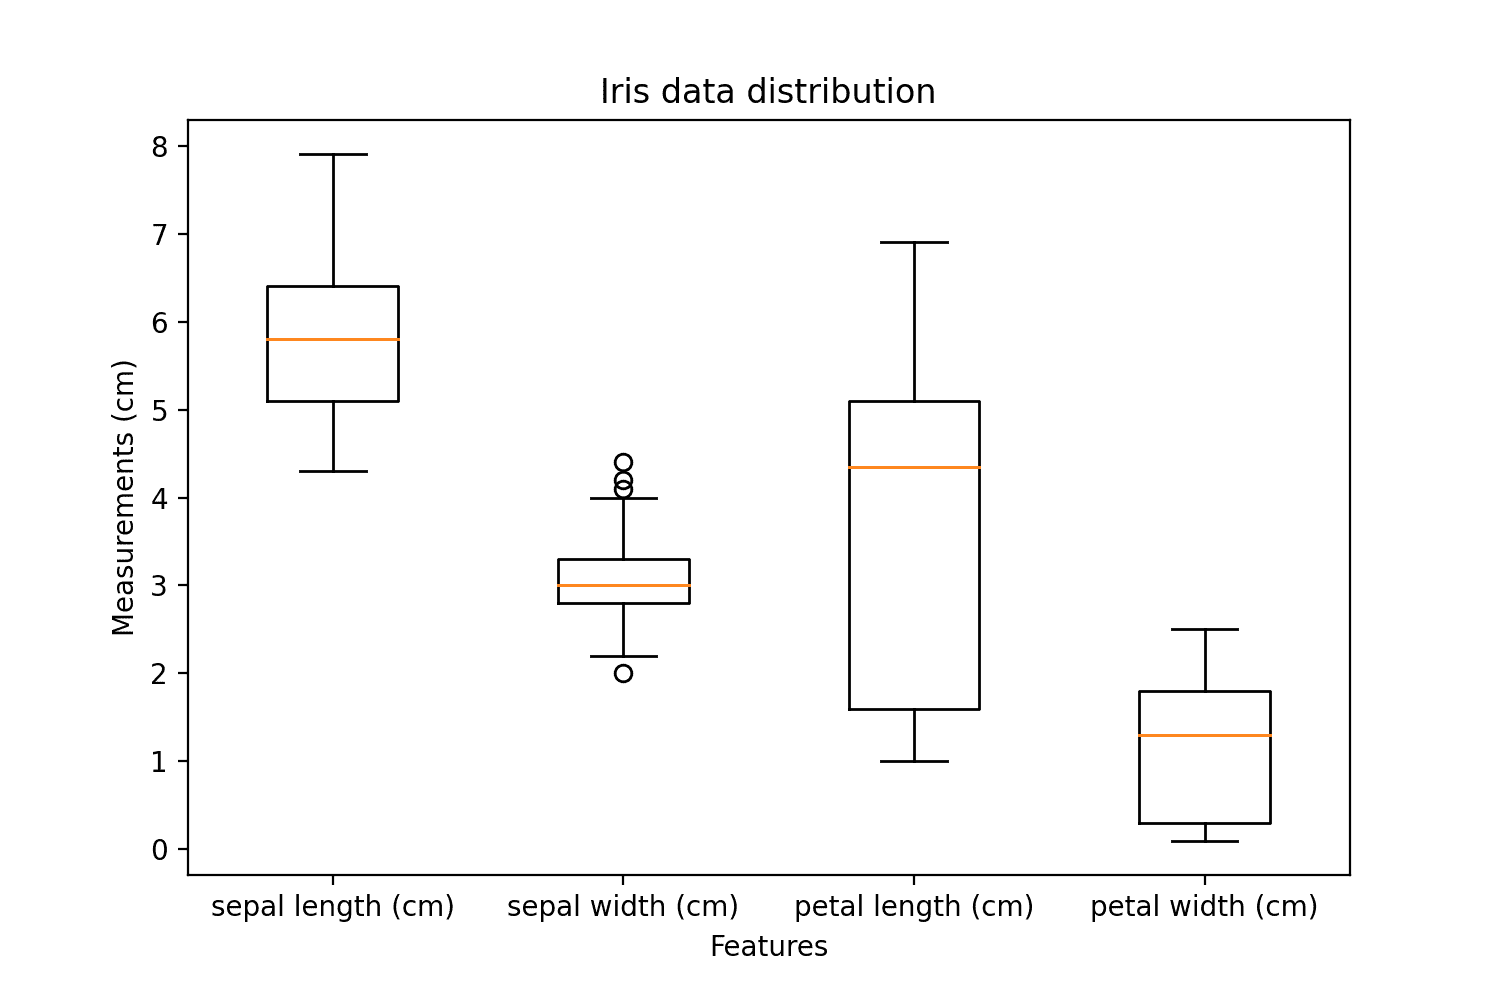 Iris data distribution
8
7
6
5
4
3
2
1
0
Measurements (cm)
sepal length (cm) sepal width (cm) petal length (cm) petal width (cm)
Features